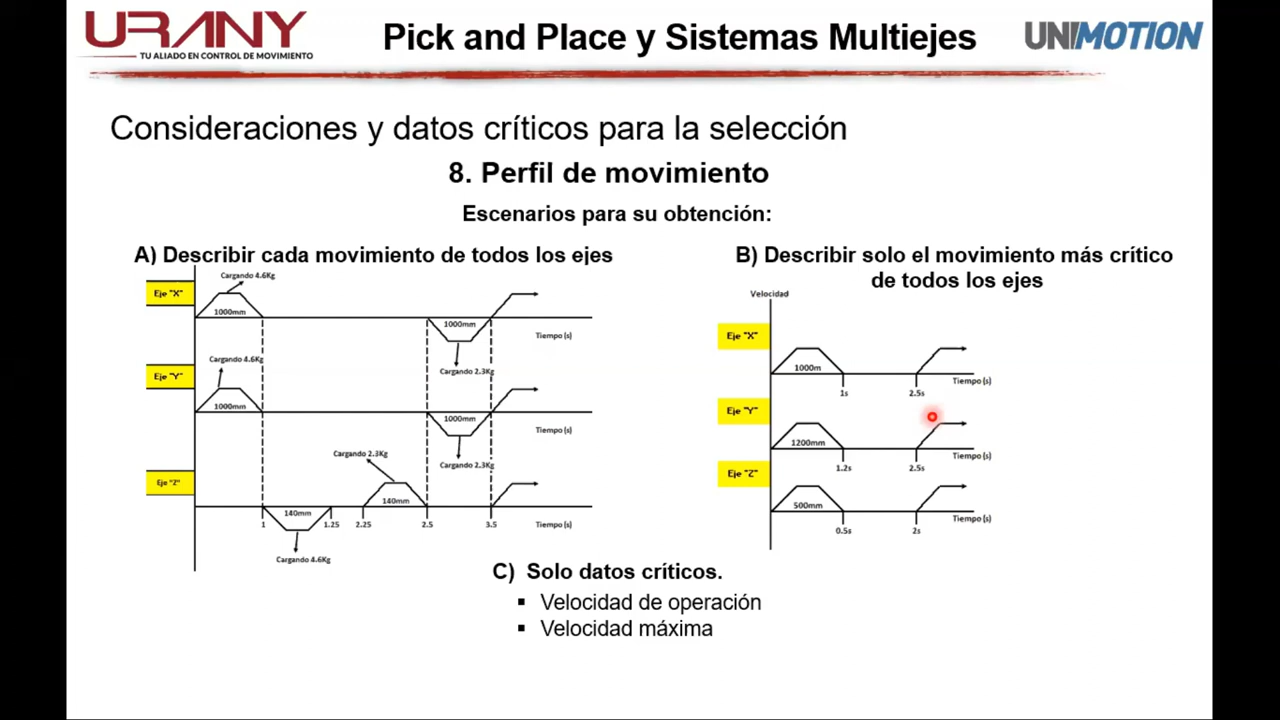 URANY
TU ALIADO EN CONTROL DE MOVIMIENTO
Pick and Place y Sistemas Multiejes
UNIMOTION
Consideraciones y datos críticos para la selección
8. Perfil de movimiento
Escenarios para su obtención:
A) Describir cada movimiento de todos los ejes
Cargando 4.6Kg
Eje "X"
1000mm
1000mm
Tiempo (s)
Cargando 2.3Kg
Cargando 4.6Kg
Eje "Y"
1000mm
1000mm
Tiempo (s)
Cargando 2.3Kg
Cargando 2.3Kg
Eje "Z"
140mm
140mm
1
1.25
2.25
2.5
3.5
Tiempo (s)
Cargando 4.6Kg
B) Describir solo el movimiento más crítico
de todos los ejes
Velocidad
Eje "X"
1000m
Tiempo (s)
1s
2.5s
Eje "Y"
1200mm
Tiempo (s)
1.2s
2.5s
Eje "Z"
500mm
Tiempo (s)
0.5s
2s
C) Solo datos críticos.
▪ Velocidad de operación
▪ Velocidad máxima